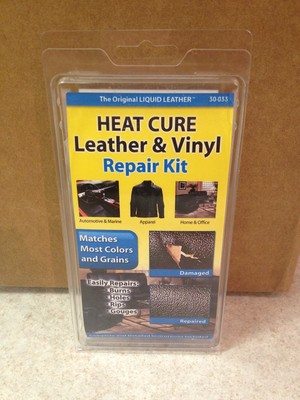 The Original LIQUID LEATHER™ 30-035
HEAT CURE
Leather & Vinyl
Repair Kit
Automotive & Marine Apparel Home & Office
Matches
Most Colors
and Grains
Damaged
Easily Repairs
·Burns
·Holes
·Rips
·Gouges
Repaired